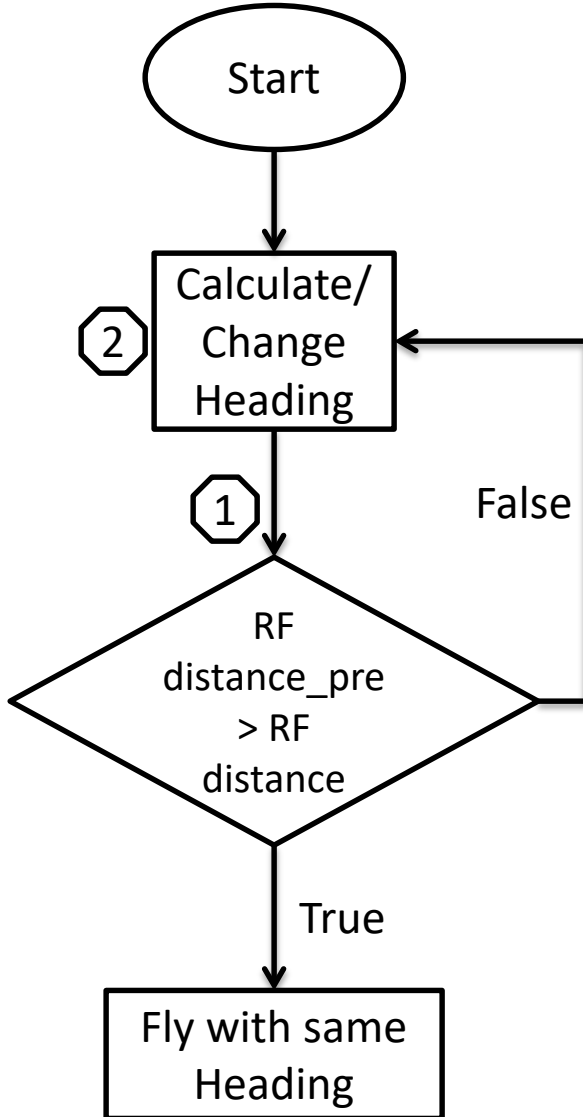 Start
2
Calculate/
Change
Heading
1
False
RF
distance_pre
> RF
distance
True
Fly with same
Heading